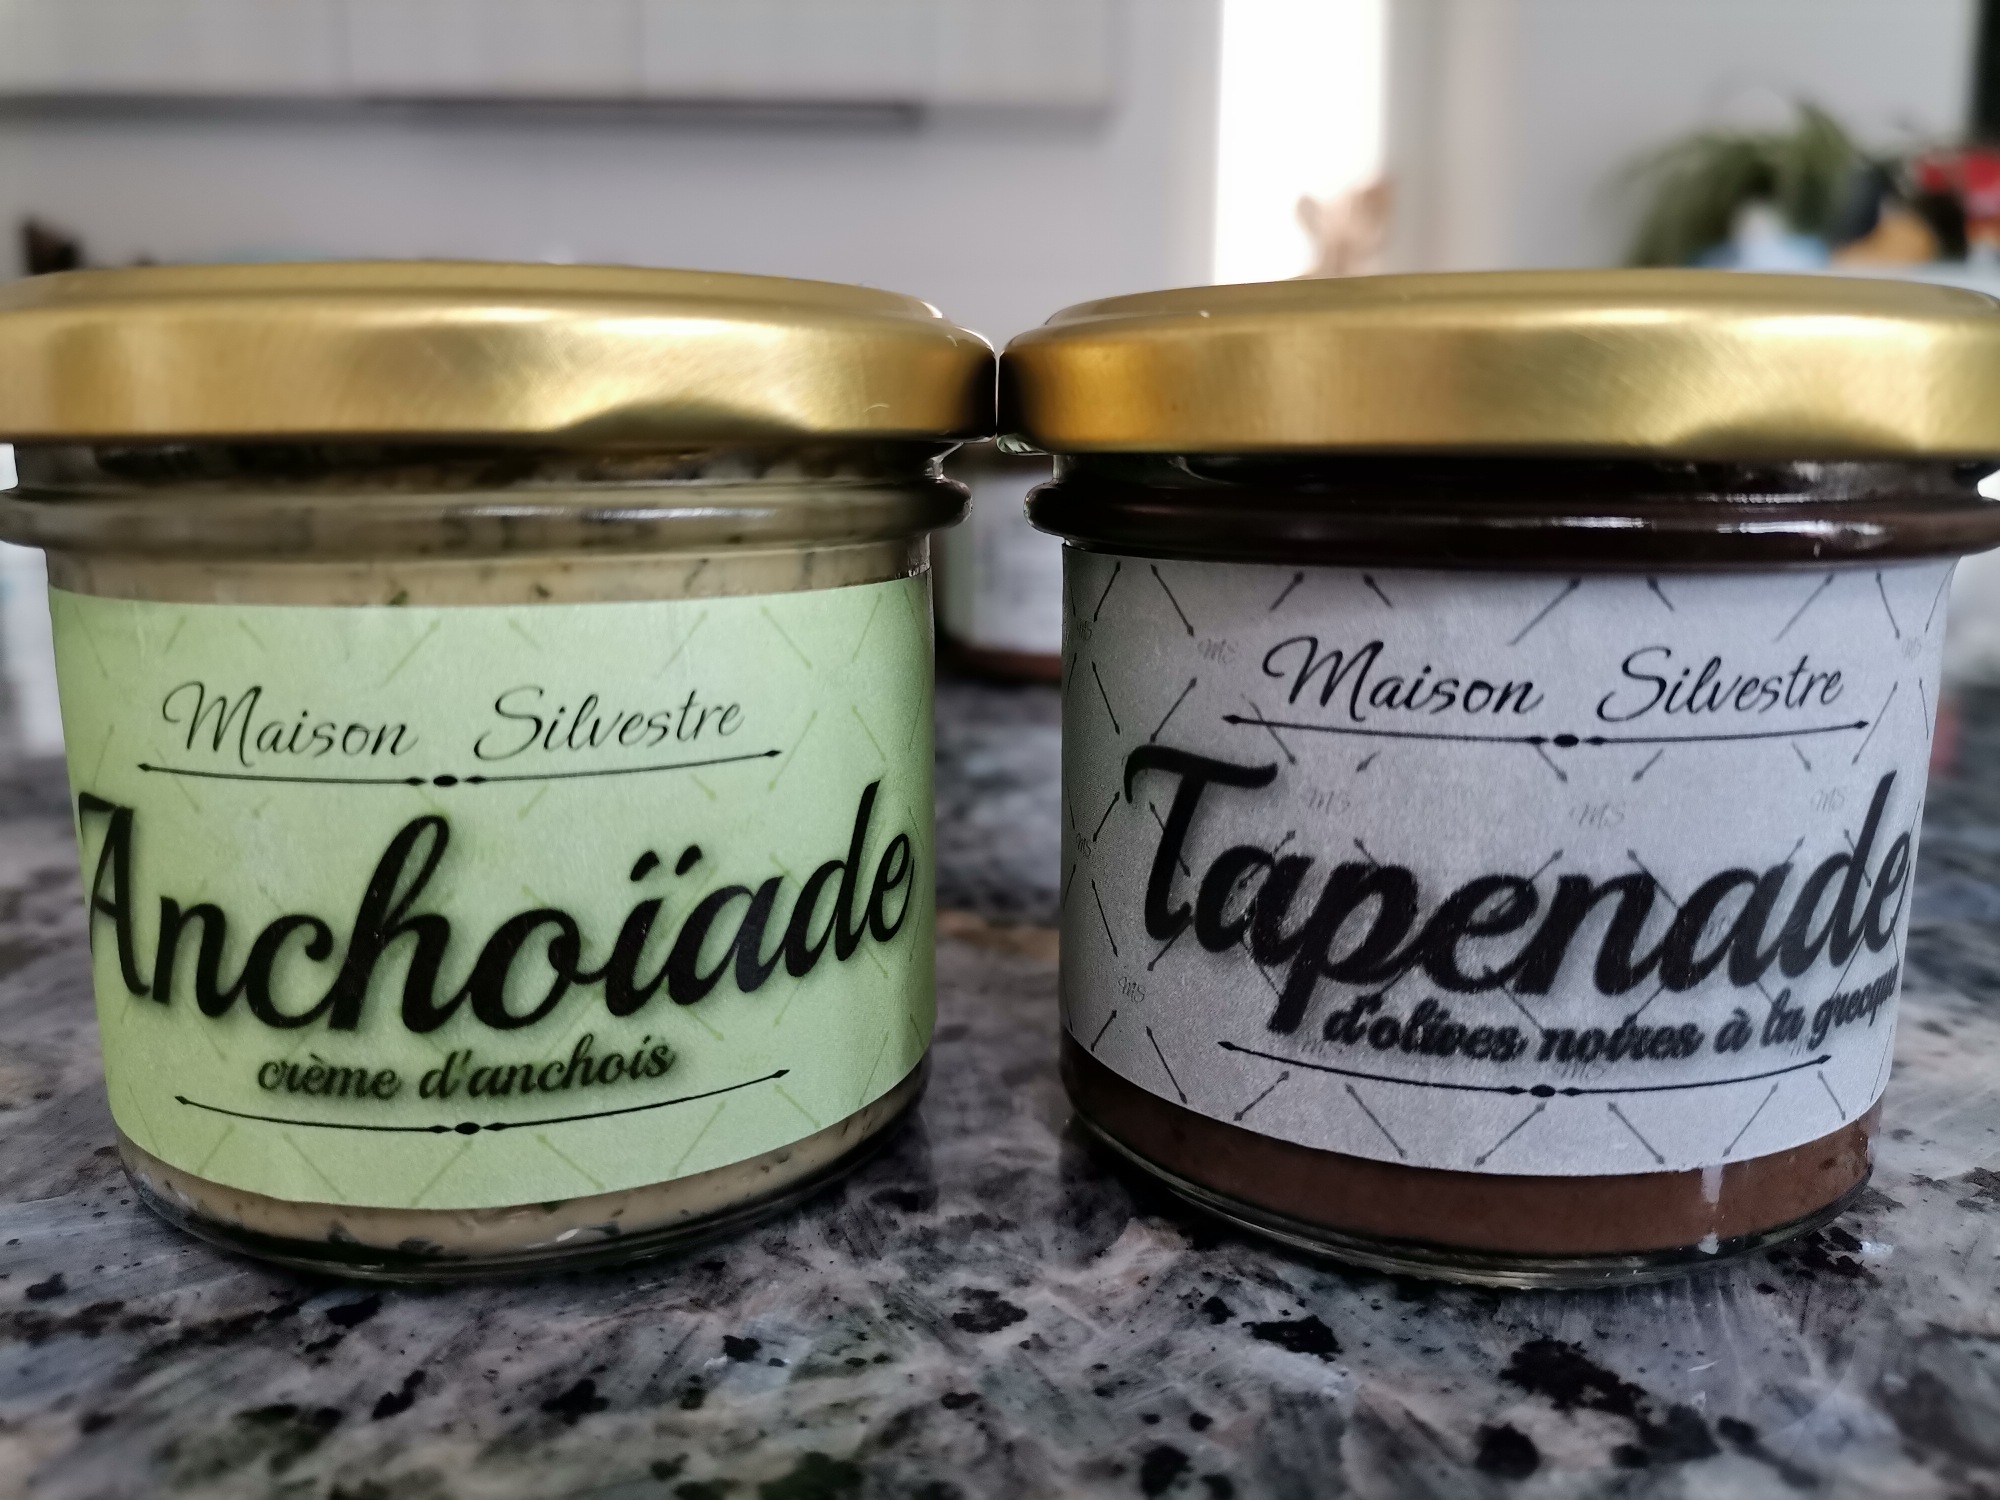 Maison Silvestre
Anchoïade
crème d'anchois
Maison Silvestre
Tapenade
d'olives noires à la grecque